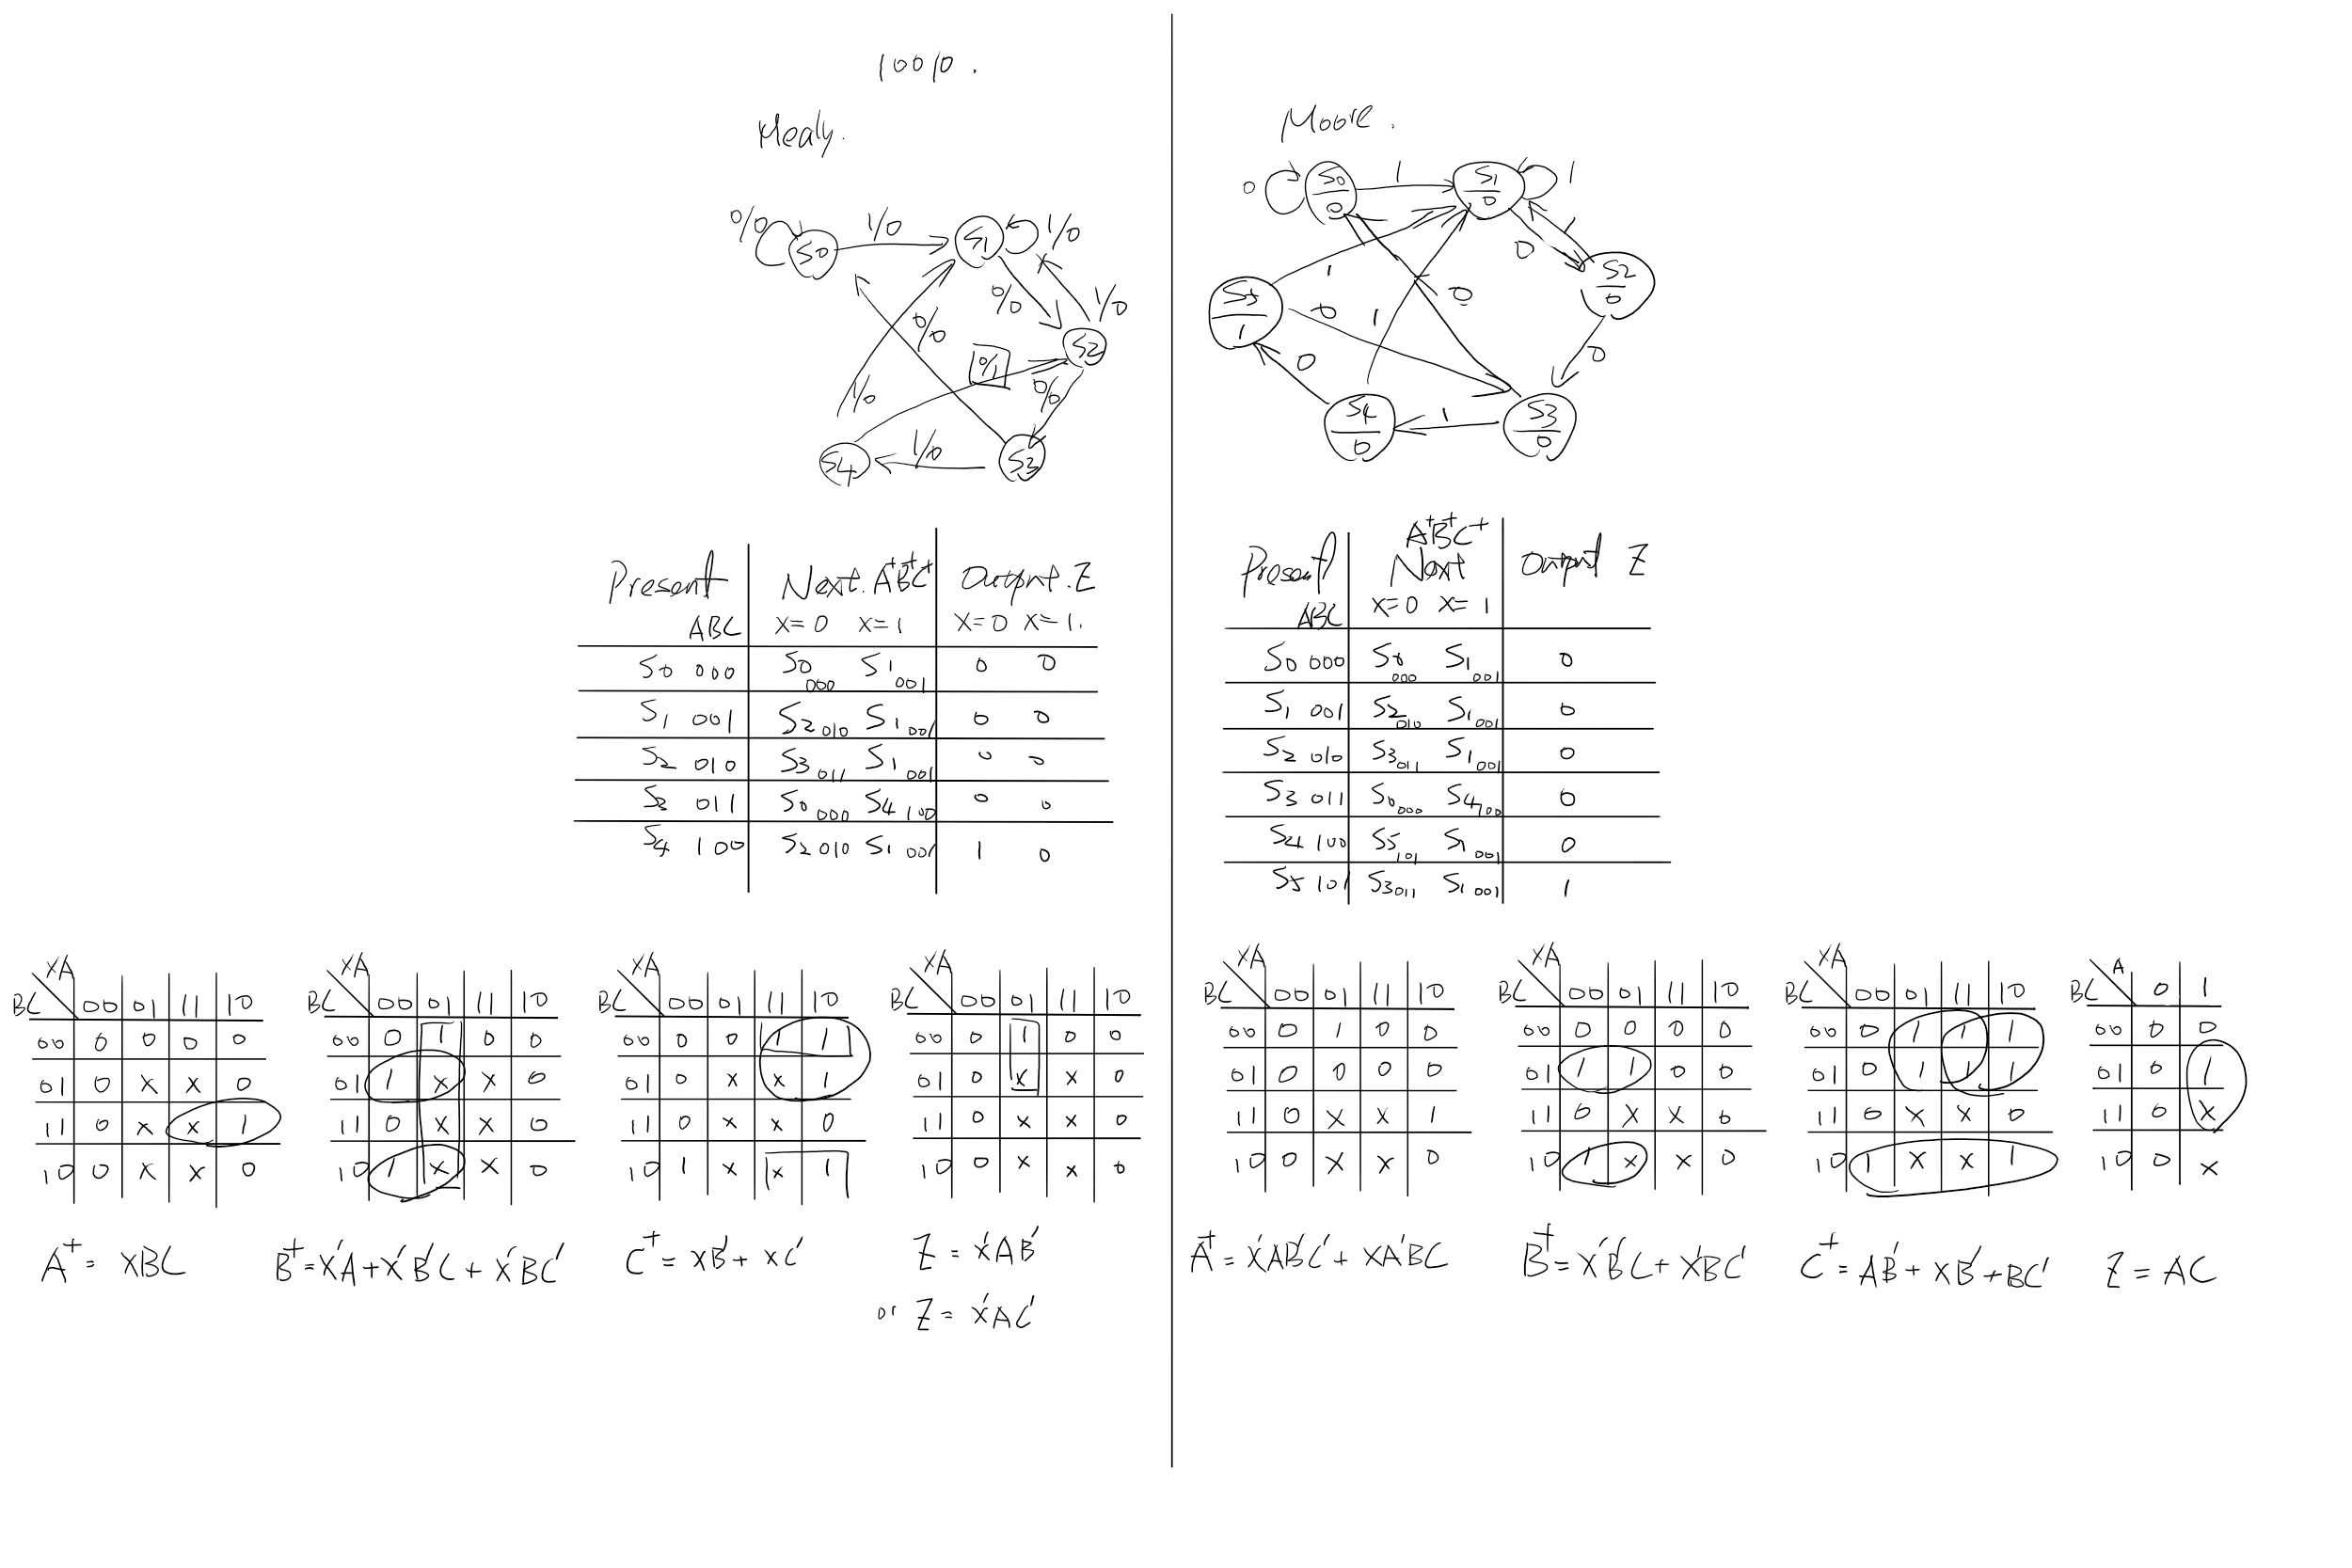 10010.
Mealy.
0/0 S0 1/0 S1 1/0
0/0 1/0
0/0 S2
0/1
1/0 0/0
S4 1/0 S3
Present Next. A⁺B⁺C⁺ Output. Z
ABC X=0 X=1 X=0 X=1.
S0 000 S0 000 S1 001 0 0
S1 001 S2 010 S1 001 0 0
S2 010 S3 011 S1 001 0 0
S3 011 S0 000 S4 100 0 0
S4 100 S2 010 S1 001 1 0
XA
BC 00 01 11 10
00 0 0 0 0
01 0 x x 0
11 0 x x 1
10 0 x x 0
A⁺ = XBC
XA
BC 00 01 11 10
00 0 1 0 0
01 1 x x 0
11 0 x x 0
10 1 x x 0
B⁺=X'A+X'B'C+X'BC'
XA
BC 00 01 11 10
00 0 0 1 1
01 0 x x 1
11 0 x x 0
10 1 x x 1
C⁺ = XB' + XC'
XA
BC 00 01 11 10
00 0 1 0 0
01 0 x x 0
11 0 x x 0
10 0 x x 0
Z = X'AB'
or Z = X'AC'
Moore.
0 S0 0 1 S1 0 1
1 0 1
S5 1 0 1 0 S2 0
0 0
S4 0 1 S3 0
A⁺B⁺C⁺
Present Next Output Z
ABC X=0 X=1
S0 000 S0 000 S1 001 0
S1 001 S2 010 S1 001 0
S2 010 S3 011 S1 001 0
S3 011 S0 000 S4 100 0
S4 100 S5 101 S1 001 0
S5 101 S3 011 S1 001 1
XA
BC 00 01 11 10
00 0 1 0 0
01 0 0 0 0
11 0 x x 1
10 0 x x 0
A⁺ = X'AB'C' + XA'BC
XA
BC 00 01 11 10
00 0 0 0 0
01 1 1 0 0
11 0 x x 0
10 1 x x 0
B⁺ = X'B'C + X'BC'
XA
BC 00 01 11 10
00 0 1 1 1
01 0 1 1 1
11 0 x x 0
10 1 x x 1
C⁺ = AB' + XB' + BC'
A
BC 0 1
00 0 0
01 0 1
11 0 x
10 0 x
Z = AC